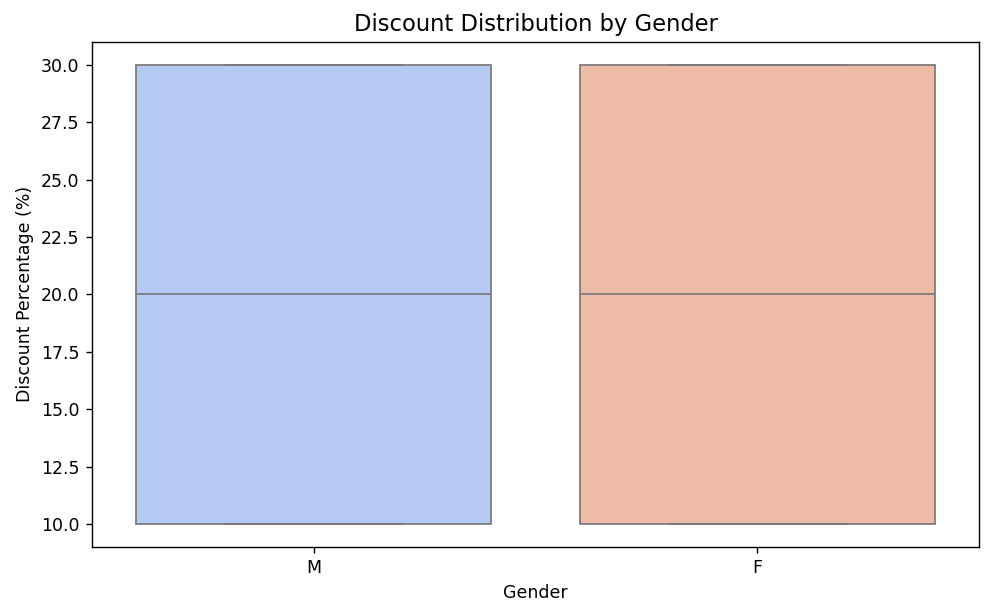 Discount Distribution by Gender
Discount Percentage (%)
30.0
27.5
25.0
22.5
20.0
17.5
15.0
12.5
10.0
M
F
Gender